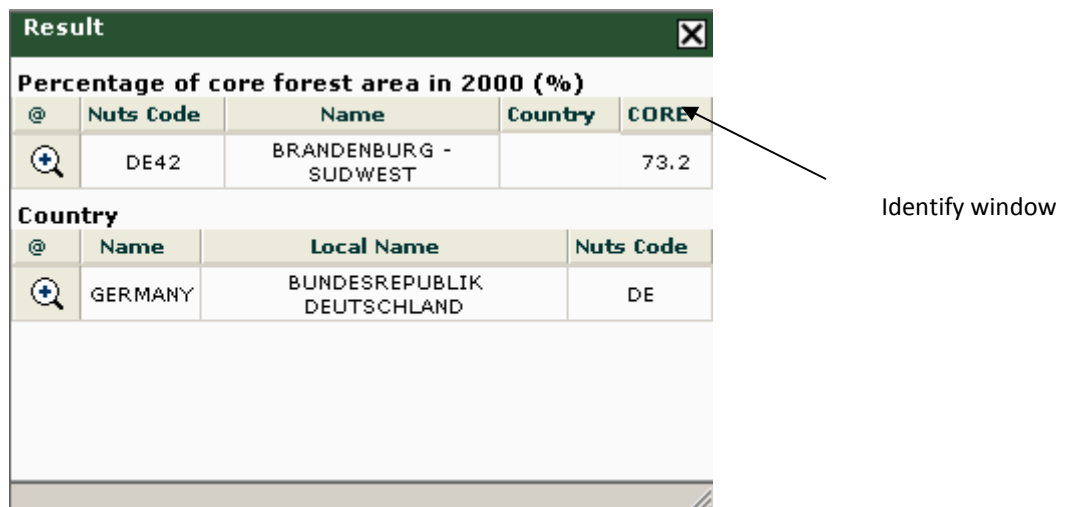 Result
Percentage of core forest area in 2000 (%)
@ Nuts Code Name Country CORE
DE42 BRANDENBURG - SUDWEST 73.2
Country
@ Name Local Name Nuts Code
GERMANY BUNDESREPUBLIK DEUTSCHLAND DE
Identify window